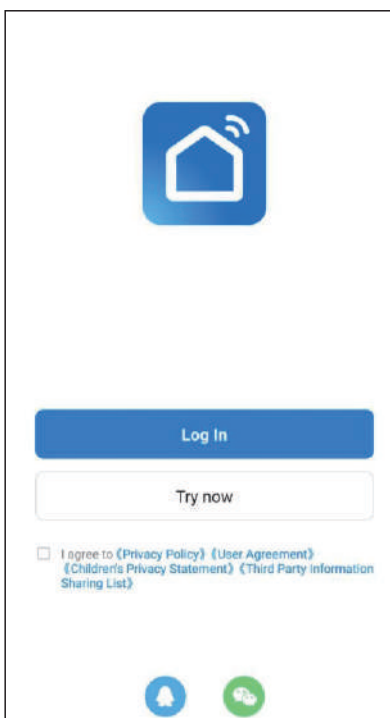 Log In
Try now
I agree to《Privacy Policy》《User Agreement》
《Children's Privacy Statement》《Third Party Information
Sharing List》